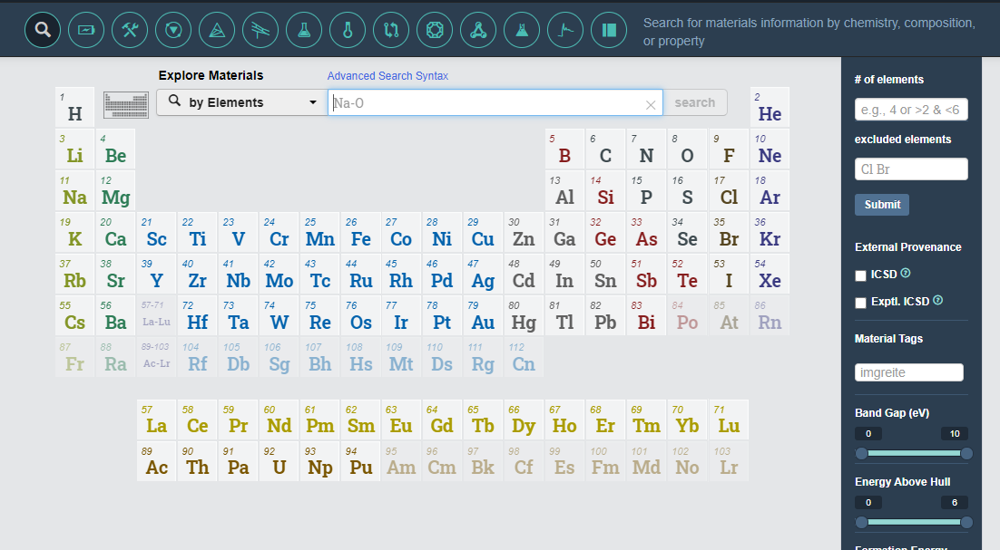 Search for materials information by chemistry, composition,
or property
Explore Materials
Advanced Search Syntax
by Elements
Na-O
search
1 H
2 He
3 Li
4 Be
5 B
6 C
7 N
8 O
9 F
10 Ne
11 Na
12 Mg
13 Al
14 Si
15 P
16 S
17 Cl
18 Ar
19 K
20 Ca
21 Sc
22 Ti
23 V
24 Cr
25 Mn
26 Fe
27 Co
28 Ni
29 Cu
30 Zn
31 Ga
32 Ge
33 As
34 Se
35 Br
36 Kr
37 Rb
38 Sr
39 Y
40 Zr
41 Nb
42 Mo
43 Tc
44 Ru
45 Rh
46 Pd
47 Ag
48 Cd
49 In
50 Sn
51 Sb
52 Te
53 I
54 Xe
55 Cs
56 Ba
57-71 La-Lu
72 Hf
73 Ta
74 W
75 Re
76 Os
77 Ir
78 Pt
79 Au
80 Hg
81 Tl
82 Pb
83 Bi
84 Po
85 At
86 Rn
87 Fr
88 Ra
89-103 Ac-Lr
104 Rf
105 Db
106 Sg
107 Bh
108 Hs
109 Mt
110 Ds
111 Rg
112 Cn
57 La
58 Ce
59 Pr
60 Nd
61 Pm
62 Sm
63 Eu
64 Gd
65 Tb
66 Dy
67 Ho
68 Er
69 Tm
70 Yb
71 Lu
89 Ac
90 Th
91 Pa
92 U
93 Np
94 Pu
95 Am
96 Cm
97 Bk
98 Cf
99 Es
100 Fm
101 Md
102 No
103 Lr
# of elements
e.g., 4 or >2 & <6
excluded elements
Cl Br
Submit
External Provenance
ICSD
Exptl. ICSD
Material Tags
imgreite
Band Gap (eV)
0 10
Energy Above Hull
0 6
Formation Energy